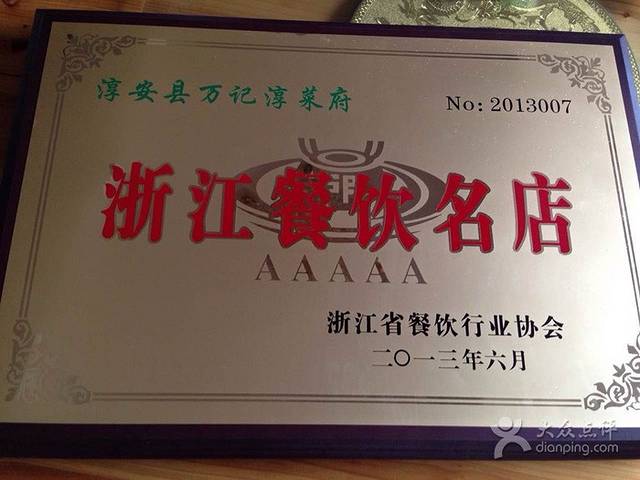 淳安县万记淳菜府
No: 2013007
浙江餐饮名店
AAAAA
浙江省餐饮行业协会
二〇一三年六月
大众点评
dianping.com